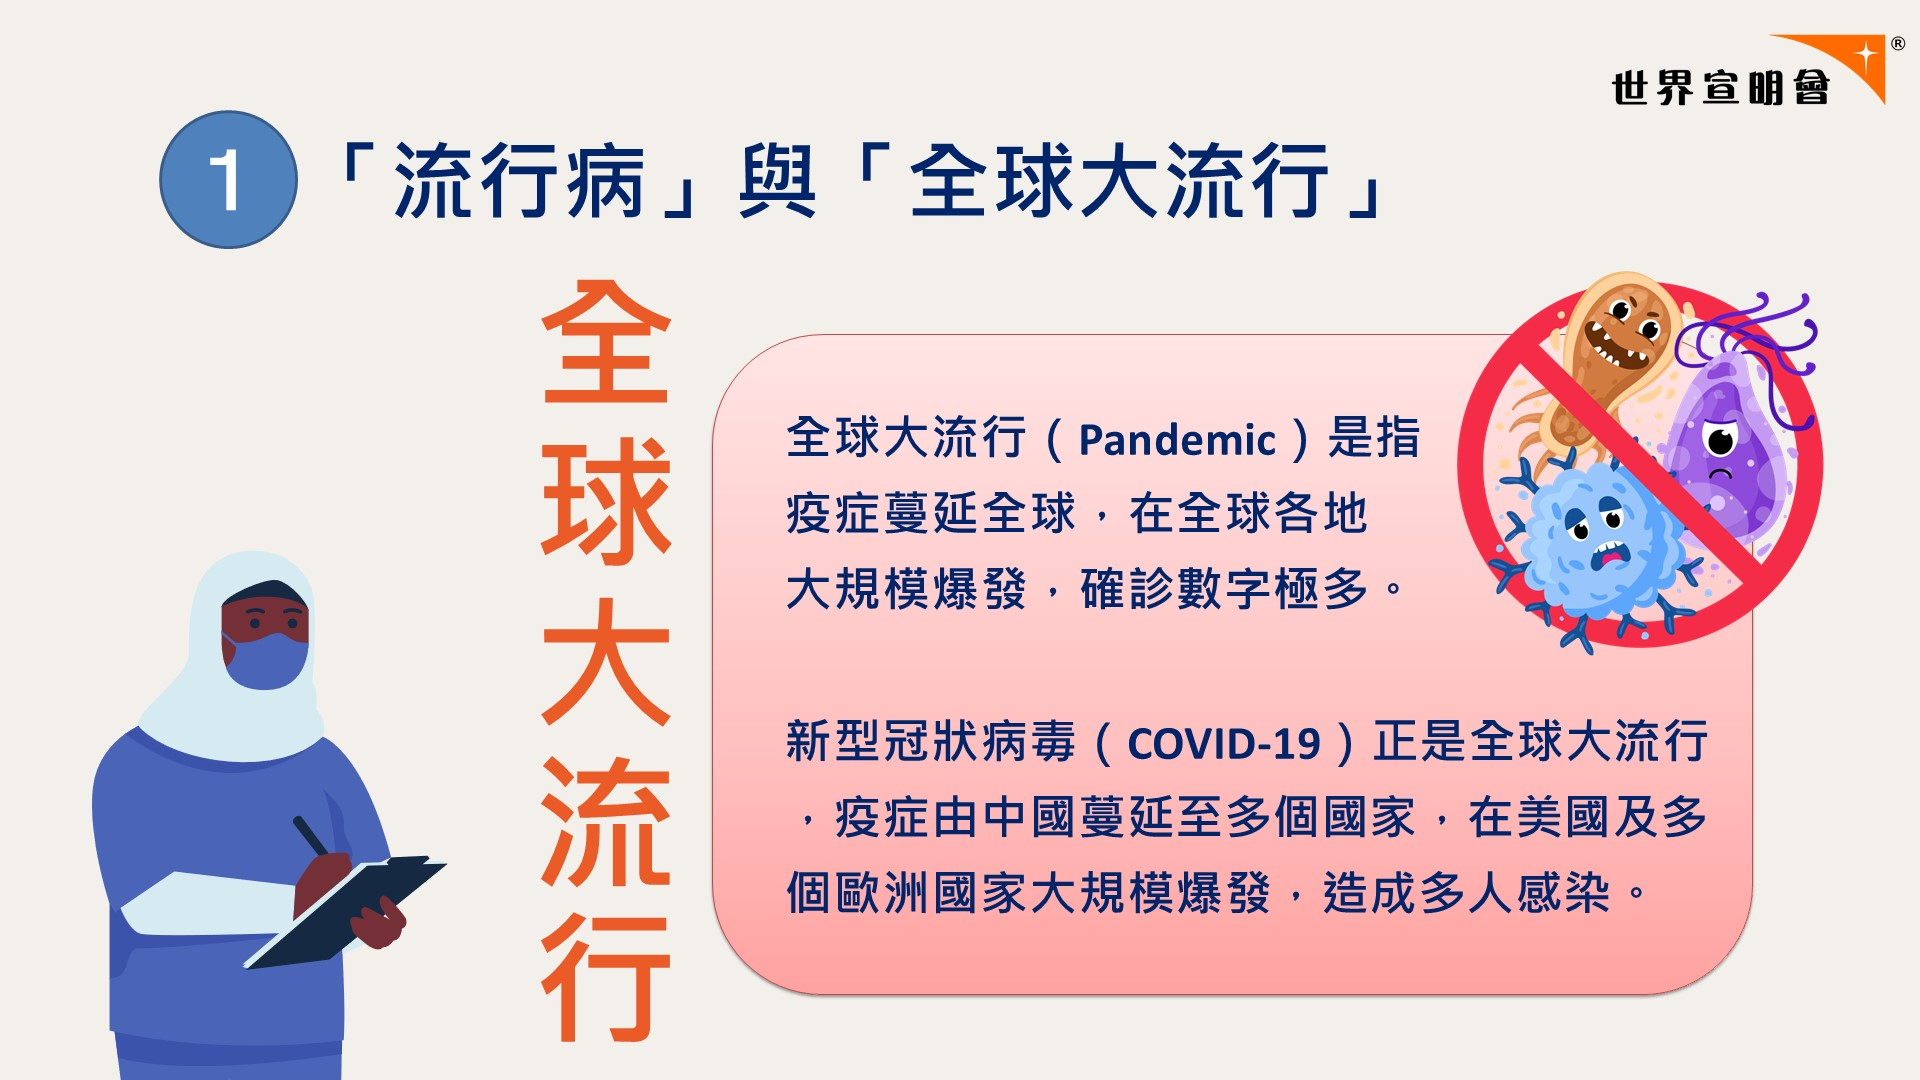 世界宣明會®
1
「流行病」與「全球大流行」
全球大流行
全球大流行（Pandemic）是指
疫症蔓延全球，在全球各地
大規模爆發，確診數字極多。
新型冠狀病毒（COVID-19）正是全球大流行
，疫症由中國蔓延至多個國家，在美國及多
個歐洲國家大規模爆發，造成多人感染。